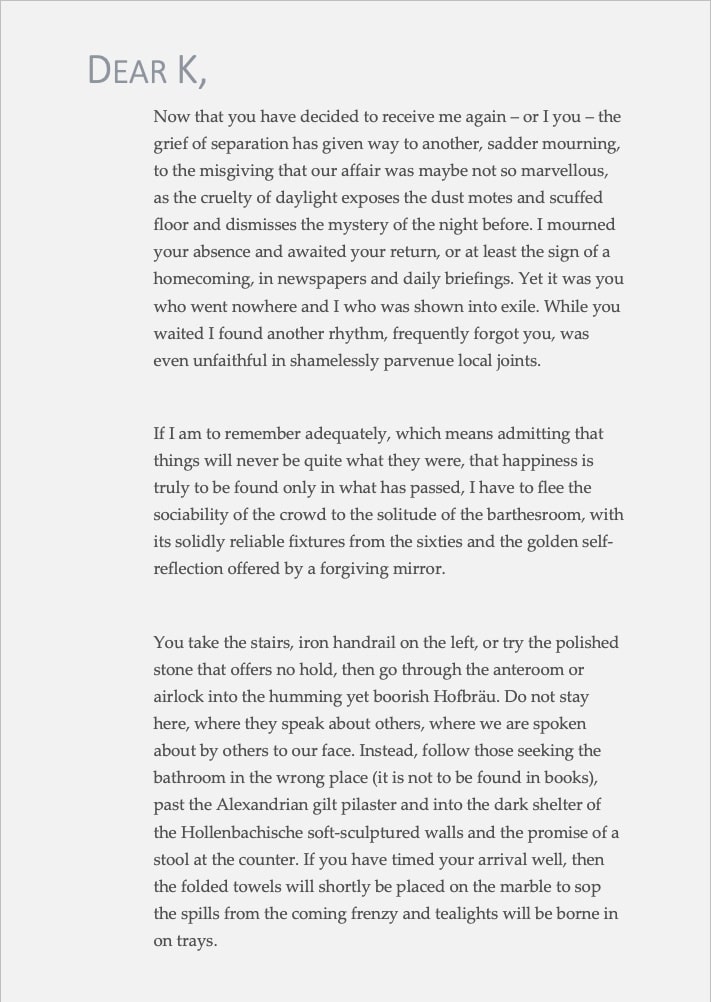 DEAR K,
Now that you have decided to receive me again – or I you – the
grief of separation has given way to another, sadder mourning,
to the misgiving that our affair was maybe not so marvellous,
as the cruelty of daylight exposes the dust motes and scuffed
floor and dismisses the mystery of the night before. I mourned
your absence and awaited your return, or at least the sign of a
homecoming, in newspapers and daily briefings. Yet it was you
who went nowhere and I who was shown into exile. While you
waited I found another rhythm, frequently forgot you, was
even unfaithful in shamelessly parvenue local joints.
If I am to remember adequately, which means admitting that
things will never be quite what they were, that happiness is
truly to be found only in what has passed, I have to flee the
sociability of the crowd to the solitude of the barthesroom, with
its solidly reliable fixtures from the sixties and the golden self-
reflection offered by a forgiving mirror.
You take the stairs, iron handrail on the left, or try the polished
stone that offers no hold, then go through the anteroom or
airlock into the humming yet boorish Hofbräu. Do not stay
here, where they speak about others, where we are spoken
about by others to our face. Instead, follow those seeking the
bathroom in the wrong place (it is not to be found in books),
past the Alexandrian gilt pilaster and into the dark shelter of
the Hollenbachische soft-sculptured walls and the promise of a
stool at the counter. If you have timed your arrival well, then
the folded towels will shortly be placed on the marble to sop
the spills from the coming frenzy and tealights will be borne in
on trays.